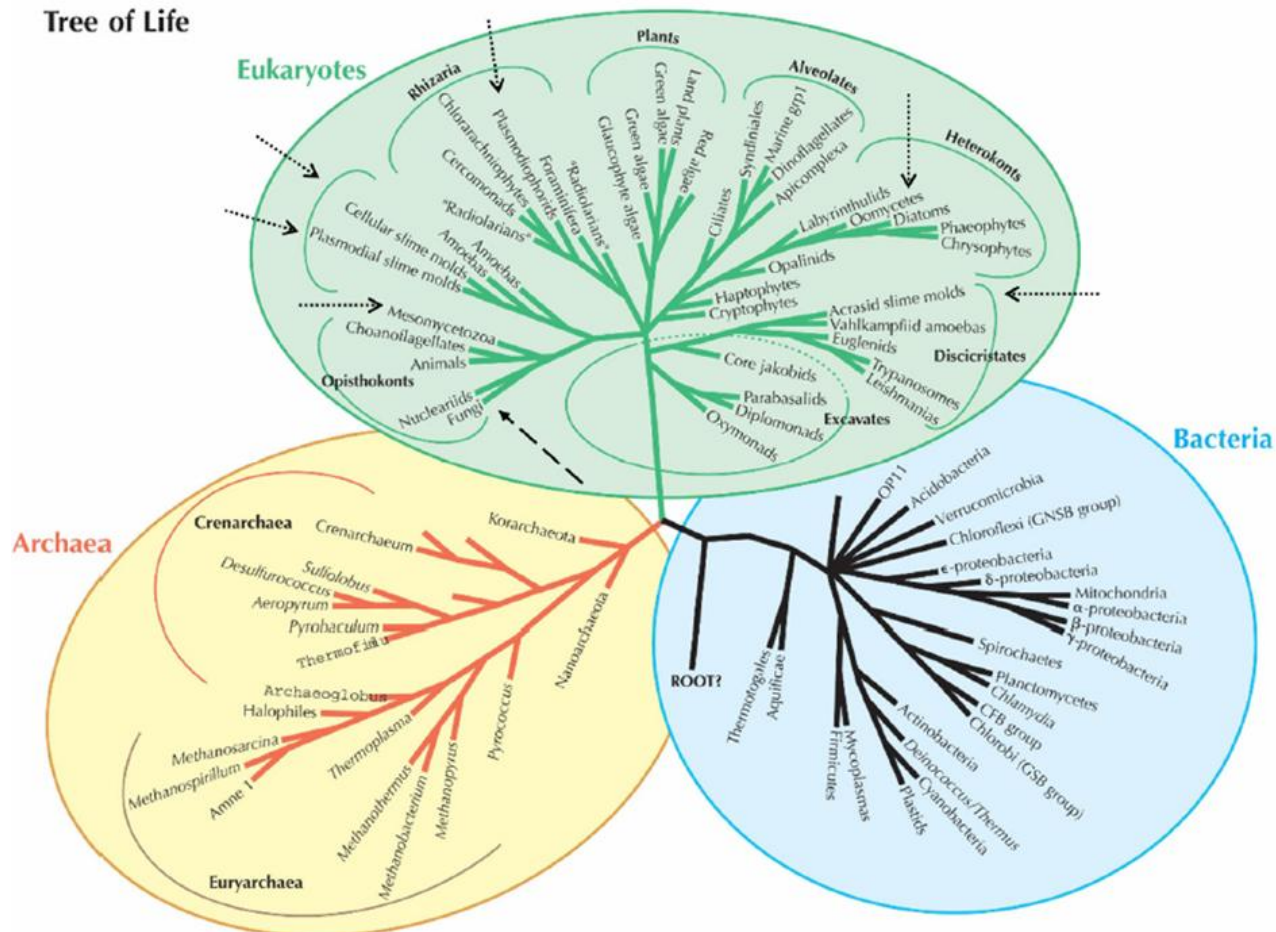 Tree of Life
Eukaryotes
Rhizaria
Plants
Alveolates
Heterokonts
Plasmodial slime molds
Cellular slime molds
Amoebas
Amoebas
"Radiolarians"
Cercomonads
Chlorarachniophytes
Plasmodiophorids
Foraminifera
"Radiolarians"
Glaucophyte algae
Green algae
Green algae
Land plants
Red algae
Ciliates
Syndiniales
Marine grp1
Dinoflagellates
Apicomplexa
Labyrinthulids
Oomycetes
Diatoms
Phaeophytes
Chrysophytes
Opalinids
Haptophytes
Cryptophytes
Acrasid slime molds
Vahlkampfiid amoebas
Euglenids
Trypanosomes
Leishmanias
Discicristates
Core jakobids
Parabasalids
Diplomonads
Oxymonads
Excavates
Mesomycetozoa
Choanoflagellates
Animals
Opisthokonts
Nucleariids
Fungi
Bacteria
OP11
Acidobacteria
Verrucomicrobia
Chloroflexi (GNSB group)
ϵ-proteobacteria
δ-proteobacteria
Mitochondria
α-proteobacteria
β-proteobacteria
γ-proteobacteria
Spirochaetes
Planctomycetes
Chlamydia
CFB group
Chlorobi (GSB group)
Actinobacteria
Deinococcus/Thermus
Cyanobacteria
Plastids
Mycoplasmas
Firmicutes
Aquificae
Thermotogales
ROOT?
Archaea
Crenarchaea
Korarchaeota
Crenarchaeum
Sulfolobus
Desulfurococcus
Aeropyrum
Pyrobaculum
Nanoarchaeota
Archaeoglobus
Halophiles
Methanosarcina
Methanospirillum
Amne 1
Thermoplasma
Methanothermus
Methanobacterium
Methanopyrus
Pyrococcus
Euryarchaea